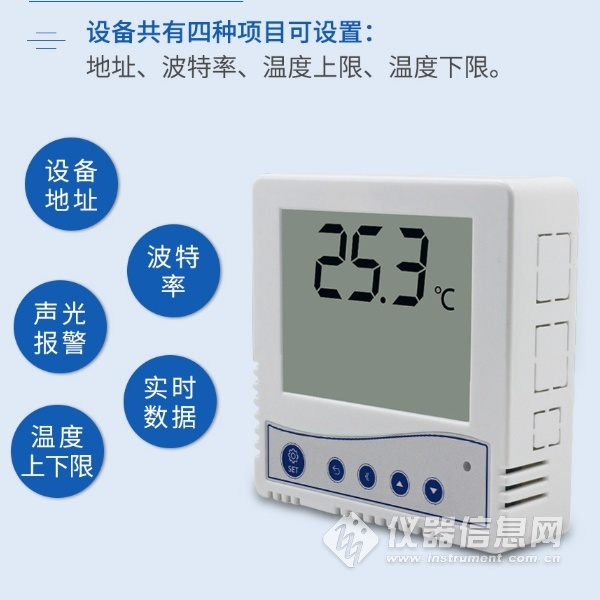 设备共有四种项目可设置：
地址、波特率、温度上限、温度下限。
设备
地址
波特
率
声光
报警
实时
数据
温度
上下限
25.3
℃
SET
仪器信息网
www.instrument.com.cn